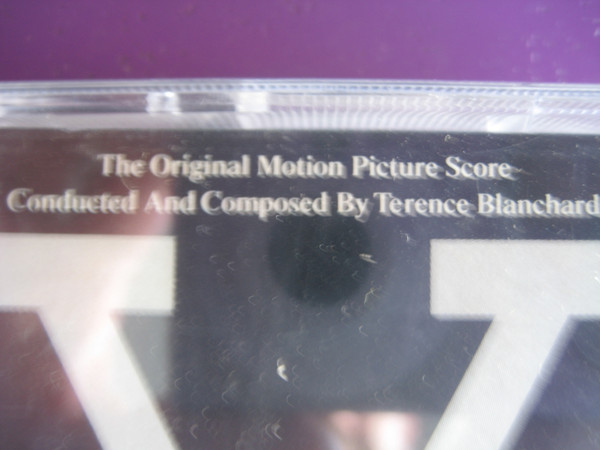 The Original Motion Picture Score
Conducted And Composed By Terence Blanchard